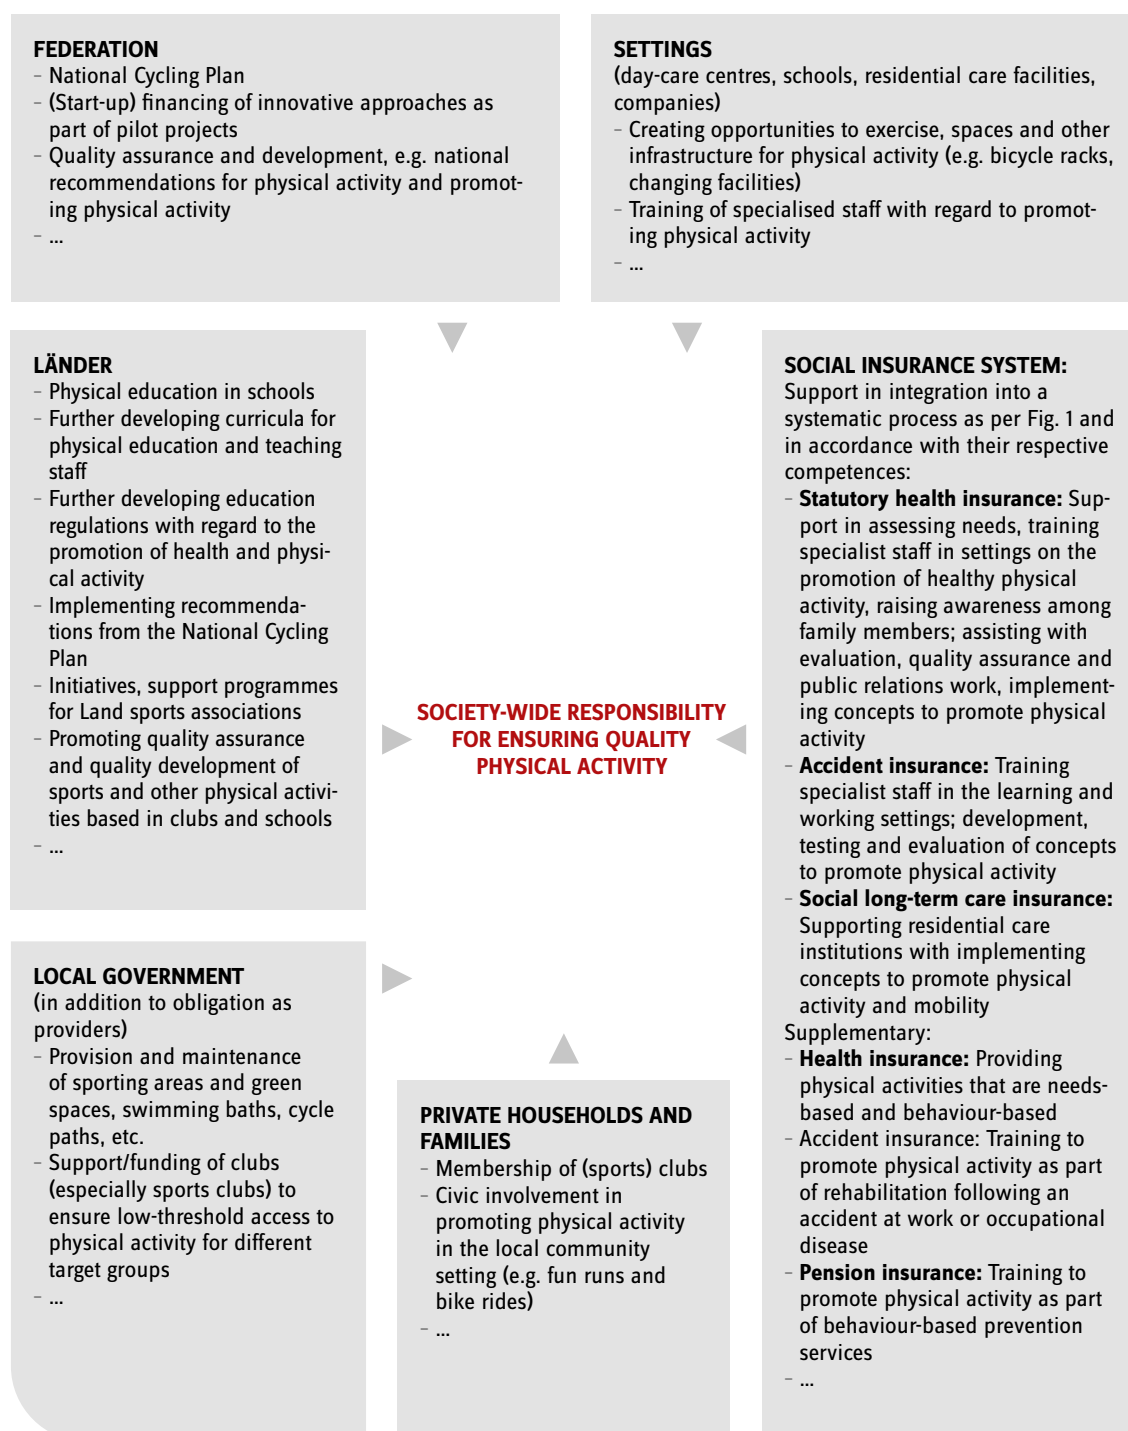 FEDERATION
– National Cycling Plan
– (Start-up) financing of innovative approaches as
part of pilot projects
– Quality assurance and development, e.g. national
recommendations for physical activity and promot-
ing physical activity
– ...
SETTINGS
(day-care centres, schools, residential care facilities,
companies)
– Creating opportunities to exercise, spaces and other
infrastructure for physical activity (e.g. bicycle racks,
changing facilities)
– Training of specialised staff with regard to promot-
ing physical activity
– ...
LÄNDER
– Physical education in schools
– Further developing curricula for
physical education and teaching
staff
– Further developing education
regulations with regard to the
promotion of health and physi-
cal activity
– Implementing recommenda-
tions from the National Cycling
Plan
– Initiatives, support programmes
for Land sports associations
– Promoting quality assurance
and quality development of
sports and other physical activi-
ties based in clubs and schools
– ...
SOCIETY-WIDE RESPONSIBILITY
FOR ENSURING QUALITY
PHYSICAL ACTIVITY
SOCIAL INSURANCE SYSTEM:
Support in integration into a
systematic process as per Fig. 1 and
in accordance with their respective
competences:
– Statutory health insurance: Sup-
port in assessing needs, training
specialist staff in settings on the
promotion of healthy physical
activity, raising awareness among
family members; assisting with
evaluation, quality assurance and
public relations work, implement-
ing concepts to promote physical
activity
– Accident insurance: Training
specialist staff in the learning and
working settings; development,
testing and evaluation of concepts
to promote physical activity
– Social long-term care insurance:
Supporting residential care
institutions with implementing
concepts to promote physical
activity and mobility
Supplementary:
– Health insurance: Providing
physical activities that are needs-
based and behaviour-based
– Accident insurance: Training to
promote physical activity as part
of rehabilitation following an
accident at work or occupational
disease
– Pension insurance: Training to
promote physical activity as part
of behaviour-based prevention
services
– ...
LOCAL GOVERNMENT
(in addition to obligation as
providers)
– Provision and maintenance
of sporting areas and green
spaces, swimming baths, cycle
paths, etc.
– Support/funding of clubs
(especially sports clubs) to
ensure low-threshold access to
physical activity for different
target groups
– ...
PRIVATE HOUSEHOLDS AND
FAMILIES
– Membership of (sports) clubs
– Civic involvement in
promoting physical activity
in the local community
setting (e.g. fun runs and
bike rides)
– ...